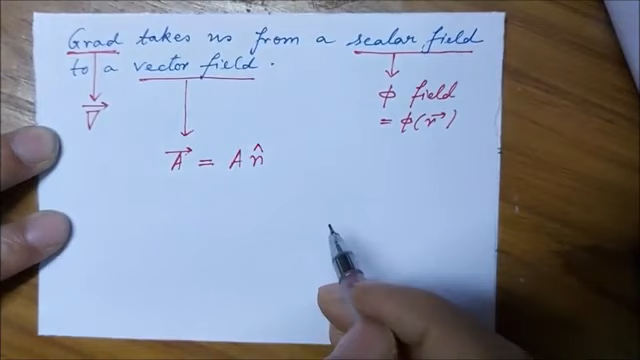 Grad takes us from a scalar field
to a vector field.
∇⃗
ϕ field
= ϕ(r⃗)
A⃗ = A n̂